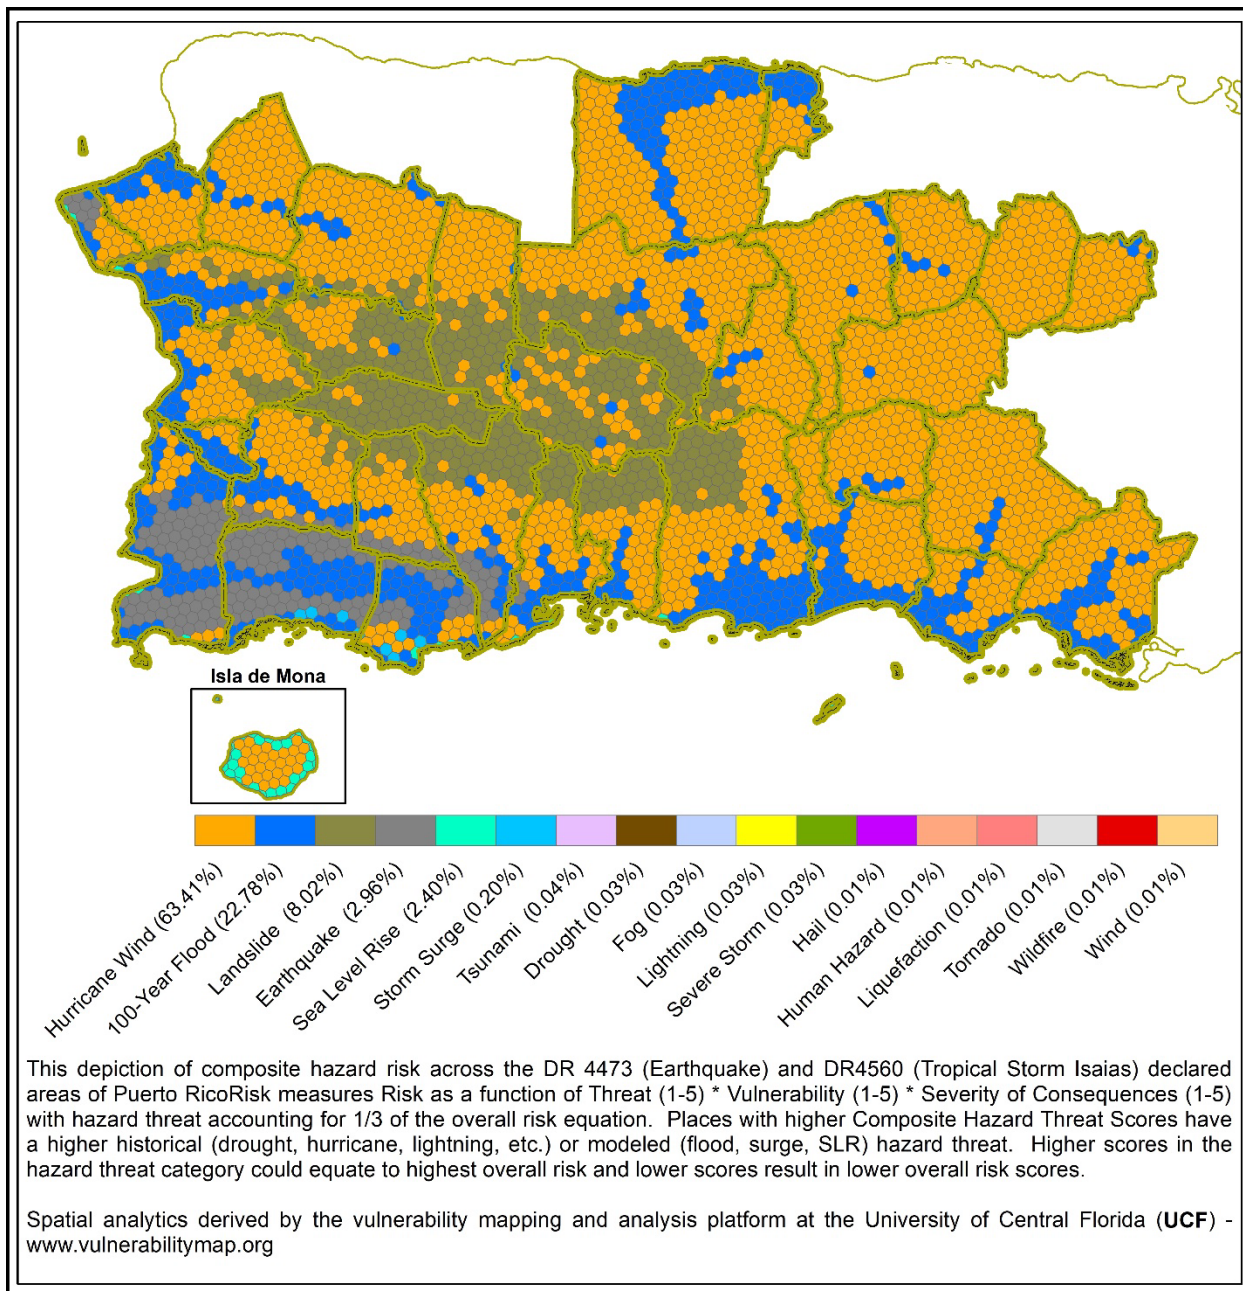 Isla de Mona
Hurricane Wind (63.41%)
100-Year Flood (22.78%)
Landslide (8.02%)
Earthquake (2.96%)
Sea Level Rise (2.40%)
Storm Surge (0.20%)
Tsunami (0.04%)
Drought (0.03%)
Fog (0.03%)
Lightning (0.03%)
Severe Storm (0.03%)
Hail (0.01%)
Human Hazard (0.01%)
Liquefaction (0.01%)
Tornado (0.01%)
Wildfire (0.01%)
Wind (0.01%)
This depiction of composite hazard risk across the DR 4473 (Earthquake) and DR4560 (Tropical Storm Isaias) declared
areas of Puerto RicoRisk measures Risk as a function of Threat (1-5) * Vulnerability (1-5) * Severity of Consequences (1-5)
with hazard threat accounting for 1/3 of the overall risk equation. Places with higher Composite Hazard Threat Scores have
a higher historical (drought, hurricane, lightning, etc.) or modeled (flood, surge, SLR) hazard threat. Higher scores in the
hazard threat category could equate to highest overall risk and lower scores result in lower overall risk scores.
Spatial analytics derived by the vulnerability mapping and analysis platform at the University of Central Florida (UCF) -
www.vulnerabilitymap.org